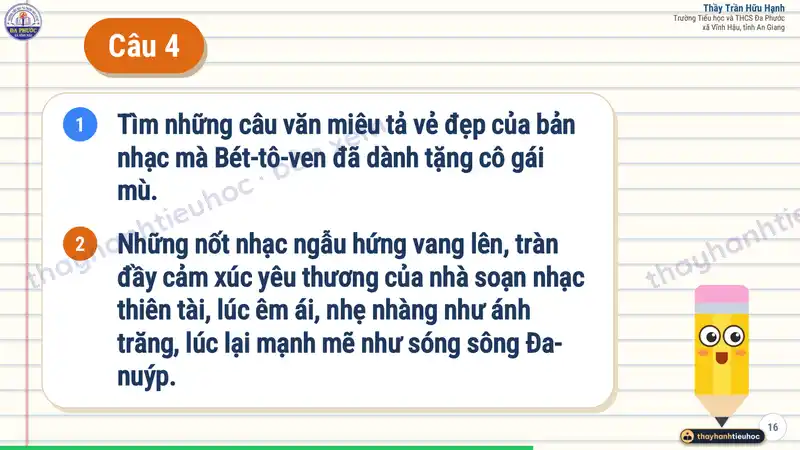 Thầy Trần Hữu Hạnh
Trường Tiểu học và THCS Đa Phước
xã Vĩnh Hậu, tỉnh An Giang
ĐA PHƯỚC
Câu 4
1
Tìm những câu văn miêu tả vẻ đẹp của bản
nhạc mà Bét-tô-ven đã dành tặng cô gái
mù.
2
Những nốt nhạc ngẫu hứng vang lên, tràn
đầy cảm xúc yêu thương của nhà soạn nhạc
thiên tài, lúc êm ái, nhẹ nhàng như ánh
trăng, lúc lại mạnh mẽ như sóng sông Đa-
nuýp.
thayhanhtieuhoc
16